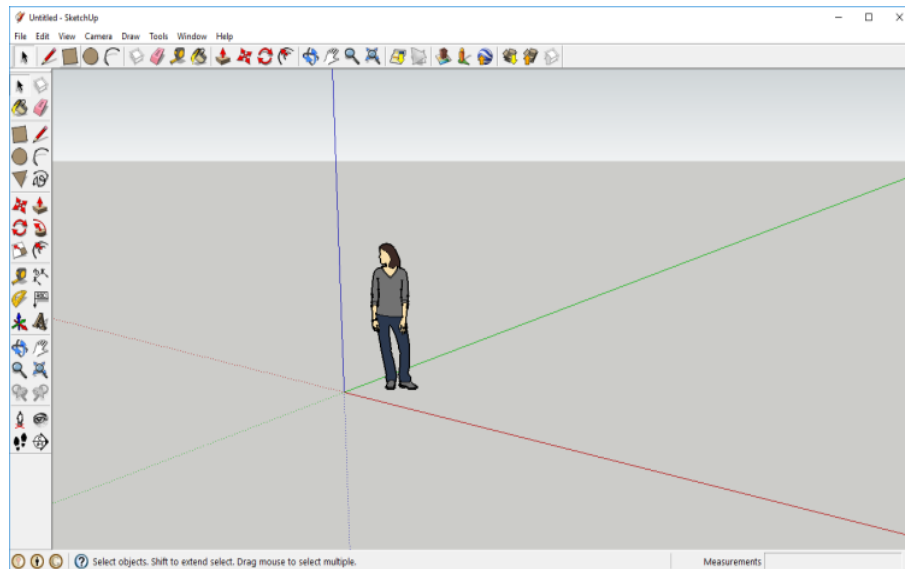 Untitled - SketchUp
File Edit View Camera Draw Tools Window Help
Select objects. Shift to extend select. Drag mouse to select multiple.
Measurements